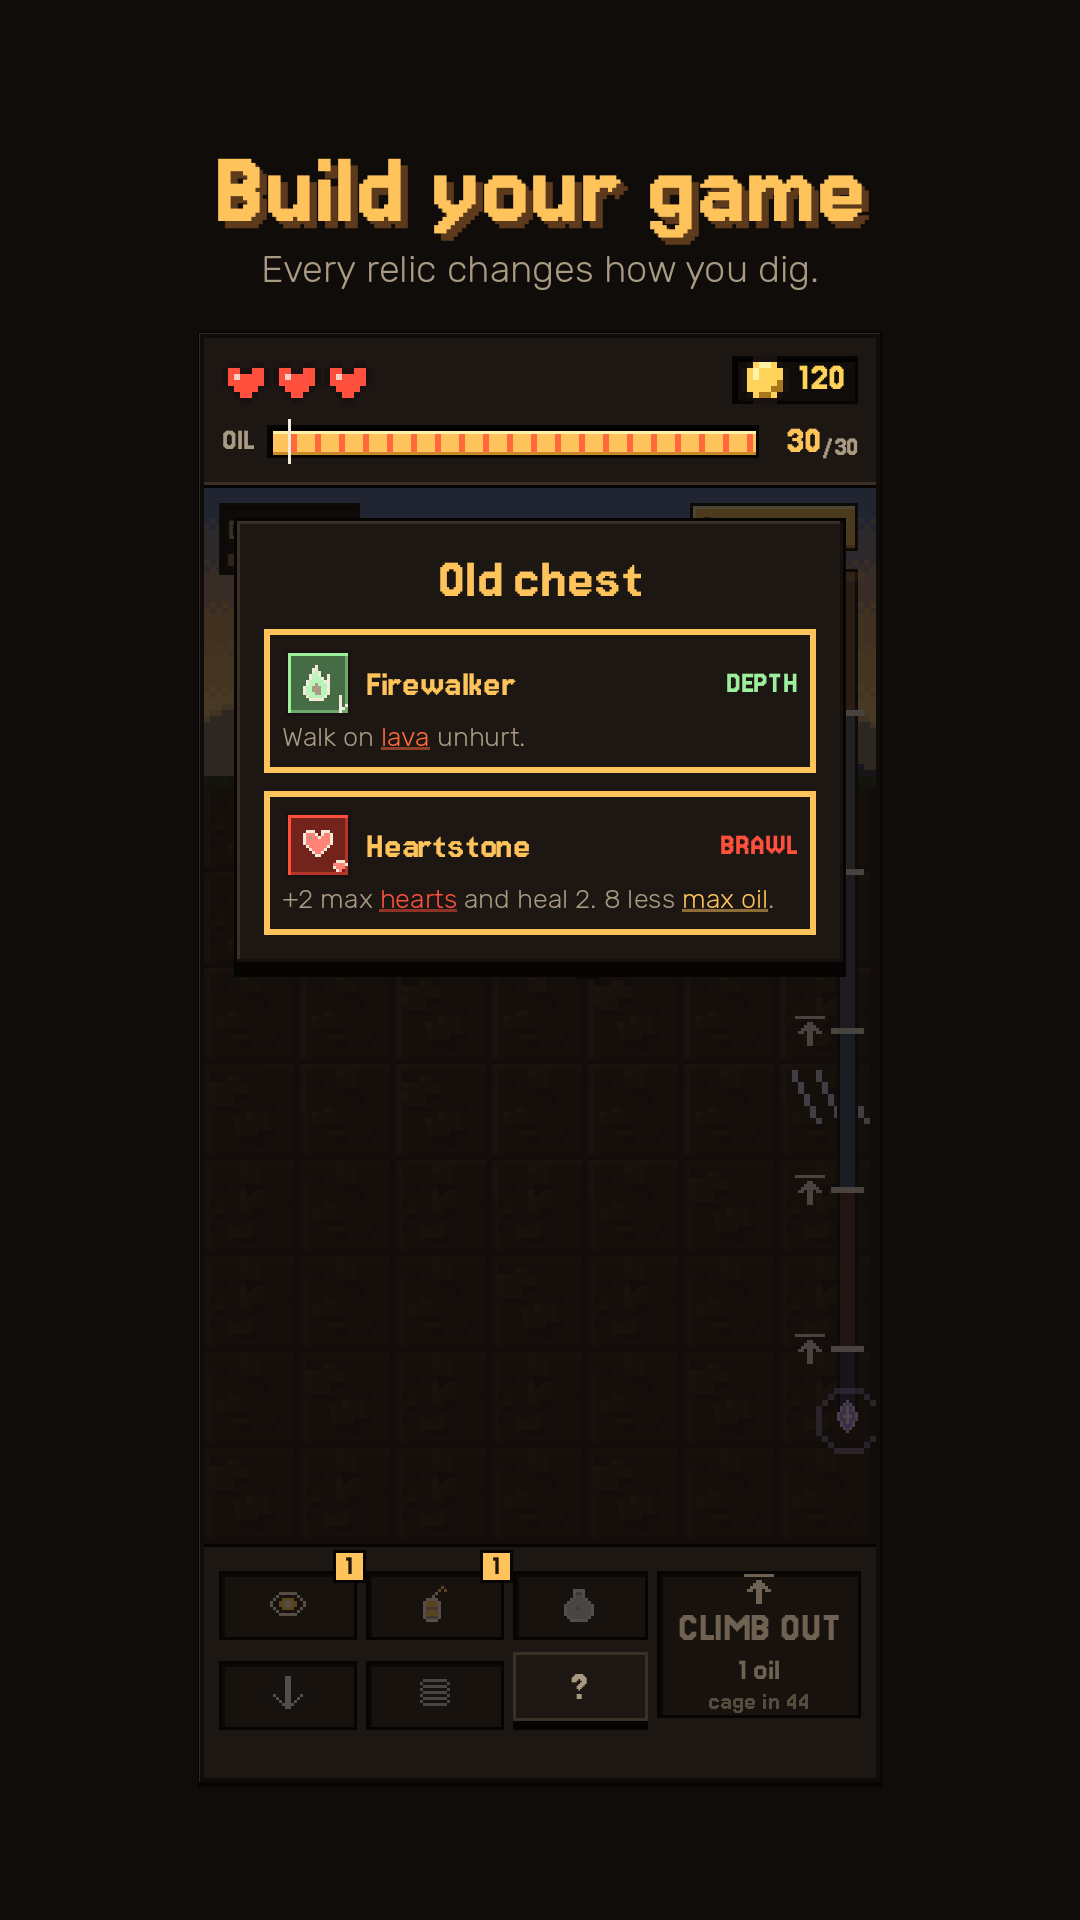 Build your game
Every relic changes how you dig.
120
OIL
30/30
Old chest
Firewalker
DEPTH
Walk on lava unhurt.
Heartstone
BRAWL
+2 max hearts and heal 2. 8 less max oil.
1
1
CLIMB OUT
1 oil
cage in 44
?